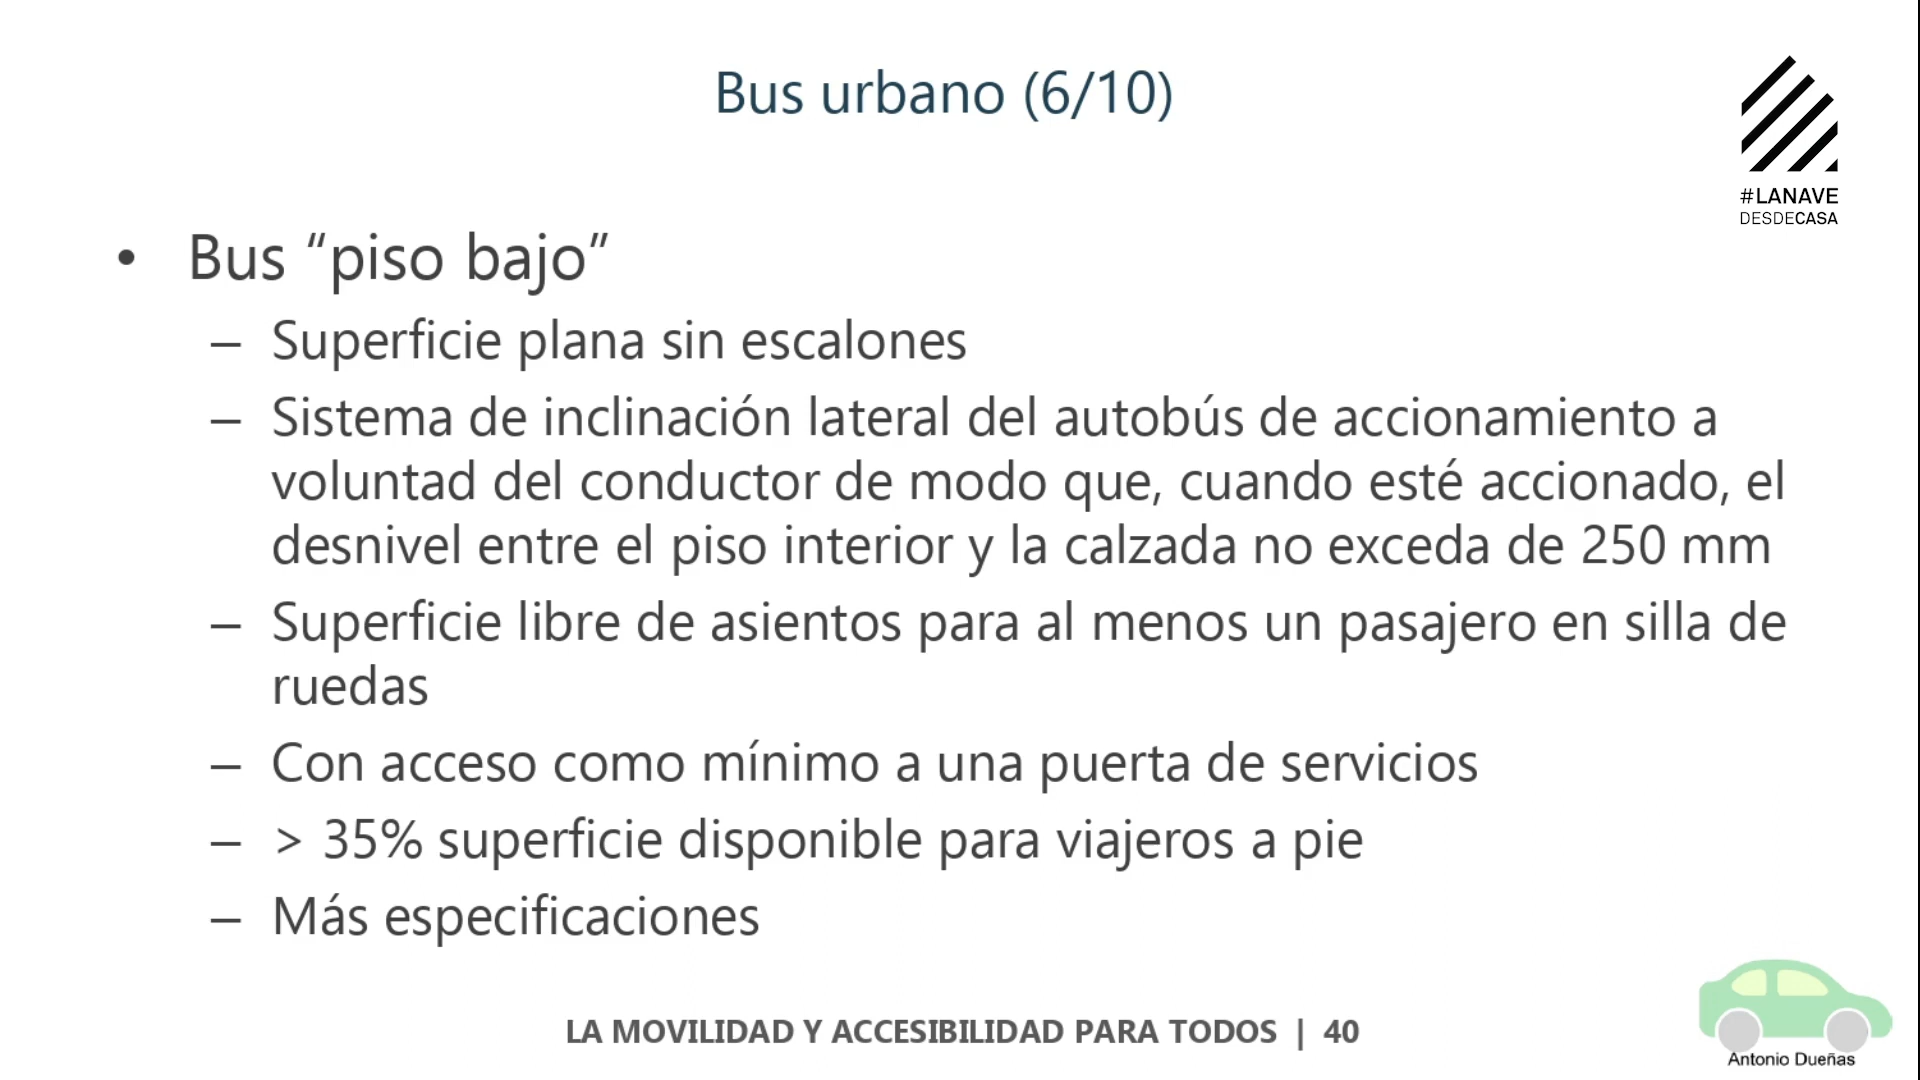 Bus urbano (6/10)
#LANAVE
DESDECASA
• Bus “piso bajo”
– Superficie plana sin escalones
– Sistema de inclinación lateral del autobús de accionamiento a
voluntad del conductor de modo que, cuando esté accionado, el
desnivel entre el piso interior y la calzada no exceda de 250 mm
– Superficie libre de asientos para al menos un pasajero en silla de
ruedas
– Con acceso como mínimo a una puerta de servicios
– > 35% superficie disponible para viajeros a pie
– Más especificaciones
LA MOVILIDAD Y ACCESIBILIDAD PARA TODOS | 40
Antonio Dueñas